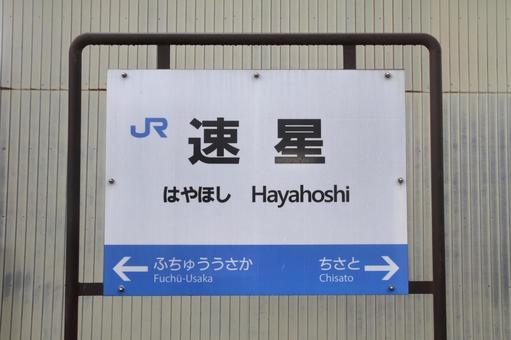 JR 速星
はやほし Hayahoshi
← ふちゅううさか ちさと →
Fuchū-Usaka Chisato